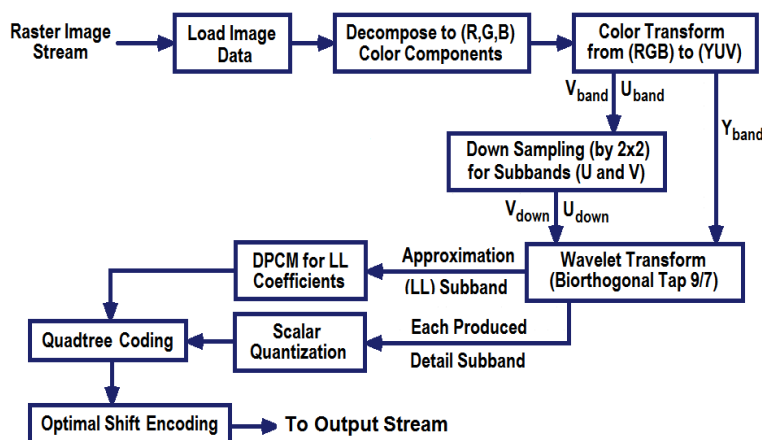 Raster Image
Stream
Load Image
Data
Decompose to (R,G,B)
Color Components
Color Transform
from (RGB) to (YUV)
Vband Uband
Yband
Down Sampling (by 2x2)
for Subbands (U and V)
Vdown Udown
DPCM for LL
Coefficients
Approximation
(LL) Subband
Wavelet Transform
(Biorthogonal Tap 9/7)
Quadtree Coding
Scalar
Quantization
Each Produced
Detail Subband
Optimal Shift Encoding
To Output Stream